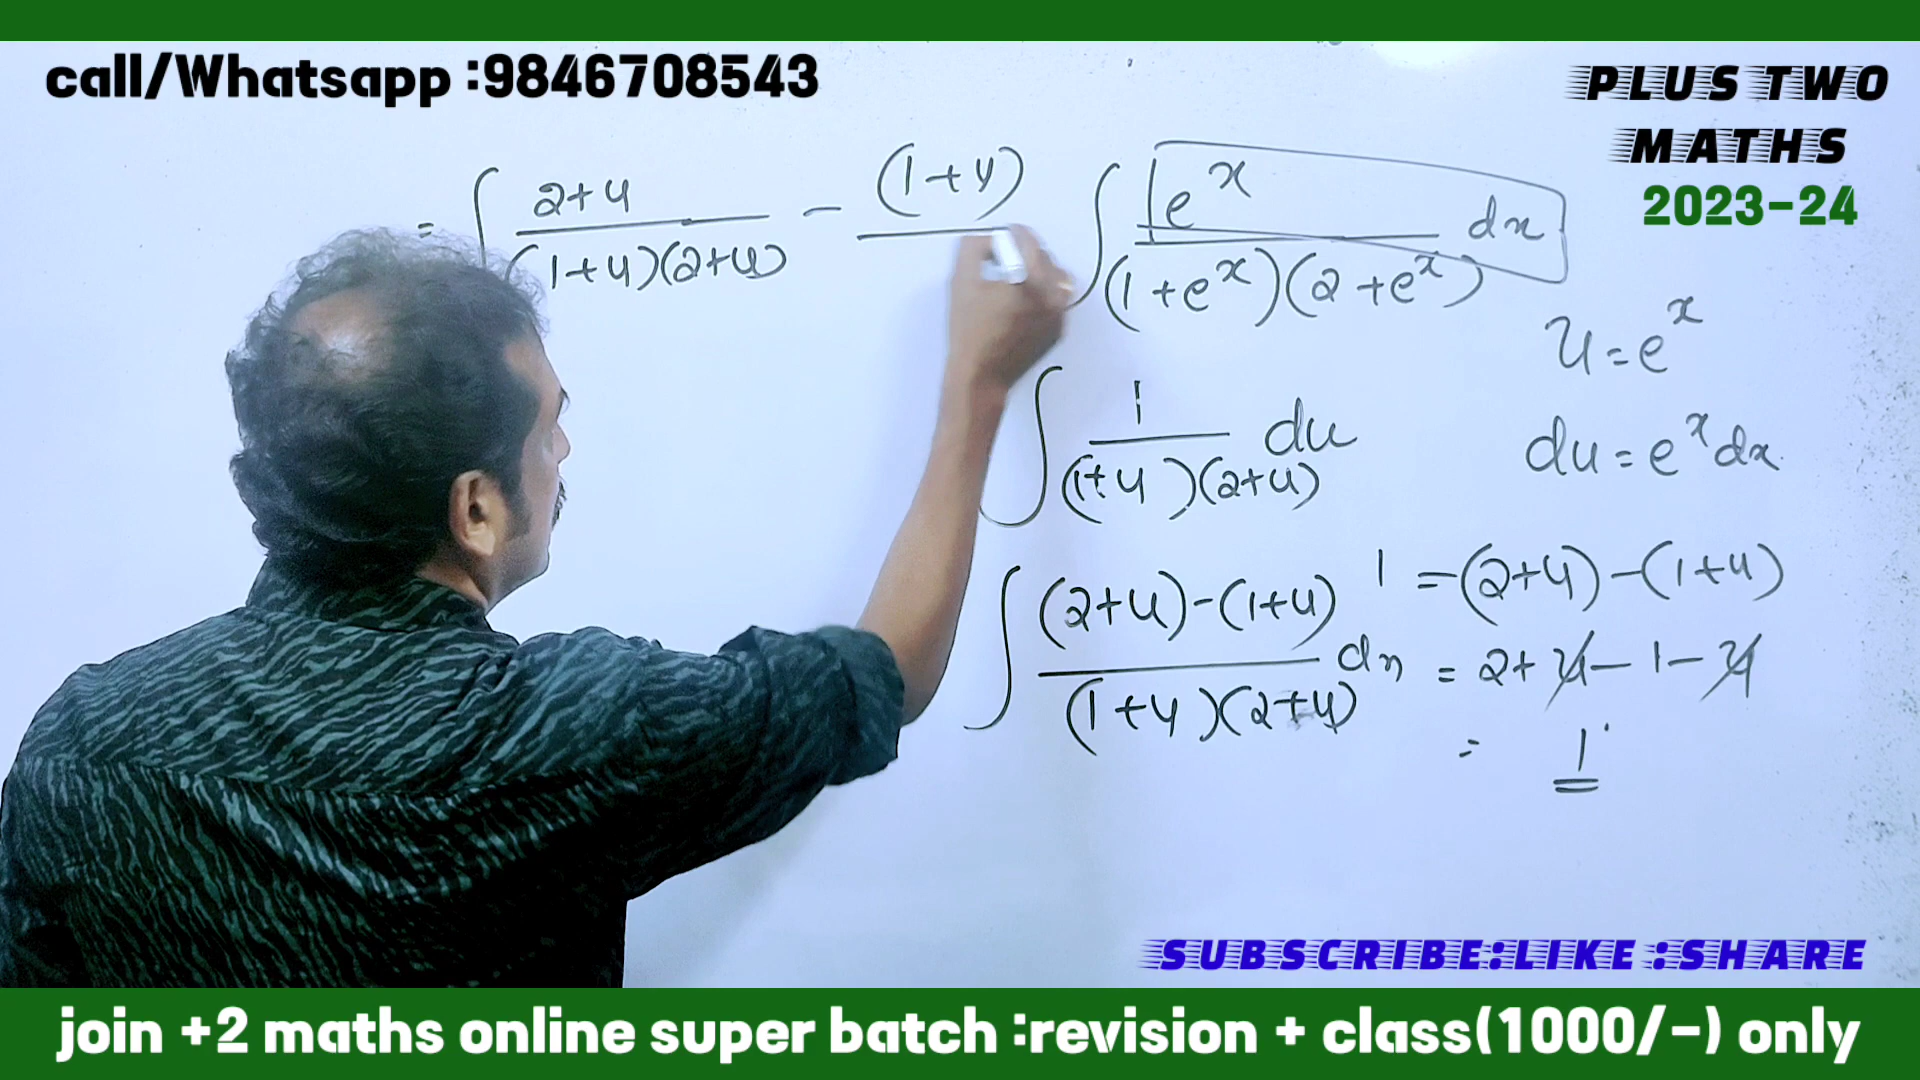 call/Whatsapp :9846708543
PLUS TWO
MATHS
2023-24
= ∫ 2+u / (1+u)(2+u) - (1+u) /
∫ e^x / (1+e^x)(2+e^x) dx
u = e^x
du = e^x dx.
∫ 1 / (1+u)(2+u) du
∫ (2+u)-(1+u) / (1+u)(2+u) dx
1 = (2+u)-(1+u)
= 2+u-1-u
= 1
SUBSCRIBE:LIKE :SHARE
join +2 maths online super batch :revision + class(1000/-) only